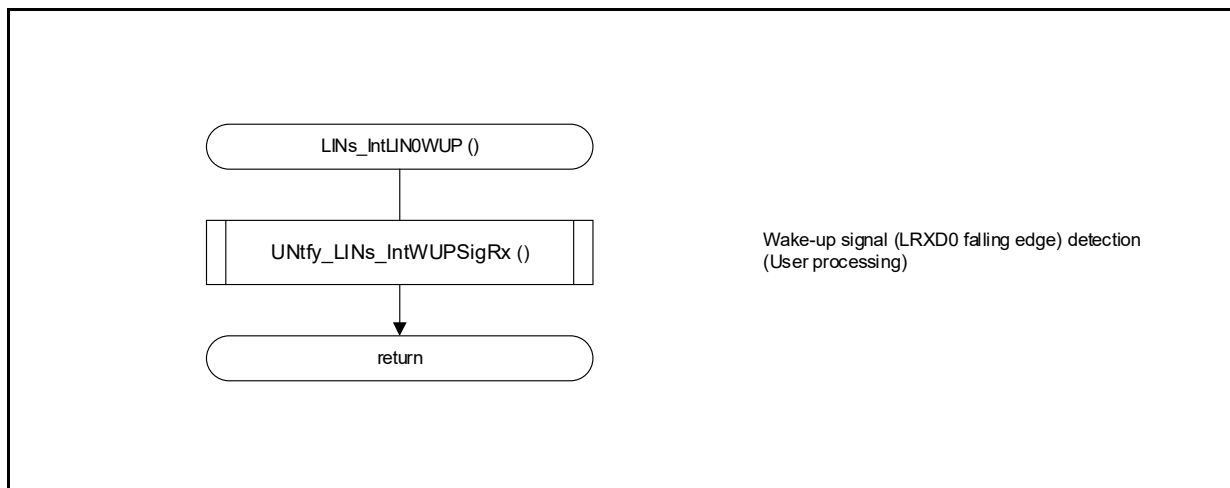 LINs_IntLIN0WUP ()
UNtfy_LINs_IntWUPSigRx ()
Wake-up signal (LRXD0 falling edge) detection
(User processing)
return